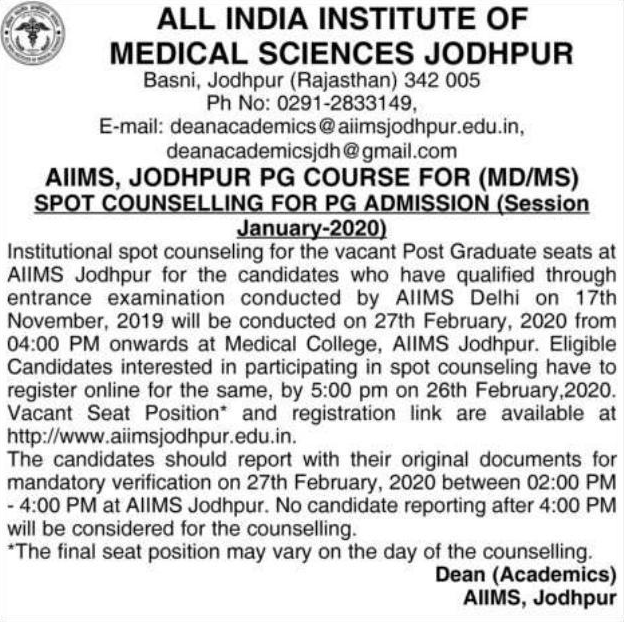 ALL INDIA INSTITUTE OF
MEDICAL SCIENCES JODHPUR
Basni, Jodhpur (Rajasthan) 342 005
Ph No: 0291-2833149,
E-mail: deanacademics@aiimsjodhpur.edu.in,
deanacademicsjdh@gmail.com
AIIMS, JODHPUR PG COURSE FOR (MD/MS)
SPOT COUNSELLING FOR PG ADMISSION (Session
January-2020)
Institutional spot counseling for the vacant Post Graduate seats at
AIIMS Jodhpur for the candidates who have qualified through
entrance examination conducted by AIIMS Delhi on 17th
November, 2019 will be conducted on 27th February, 2020 from
04:00 PM onwards at Medical College, AIIMS Jodhpur. Eligible
Candidates interested in participating in spot counseling have to
register online for the same, by 5:00 pm on 26th February,2020.
Vacant Seat Position* and registration link are available at
http://www.aiimsjodhpur.edu.in.
The candidates should report with their original documents for
mandatory verification on 27th February, 2020 between 02:00 PM
- 4:00 PM at AIIMS Jodhpur. No candidate reporting after 4:00 PM
will be considered for the counselling.
*The final seat position may vary on the day of the counselling.
Dean (Academics)
AIIMS, Jodhpur